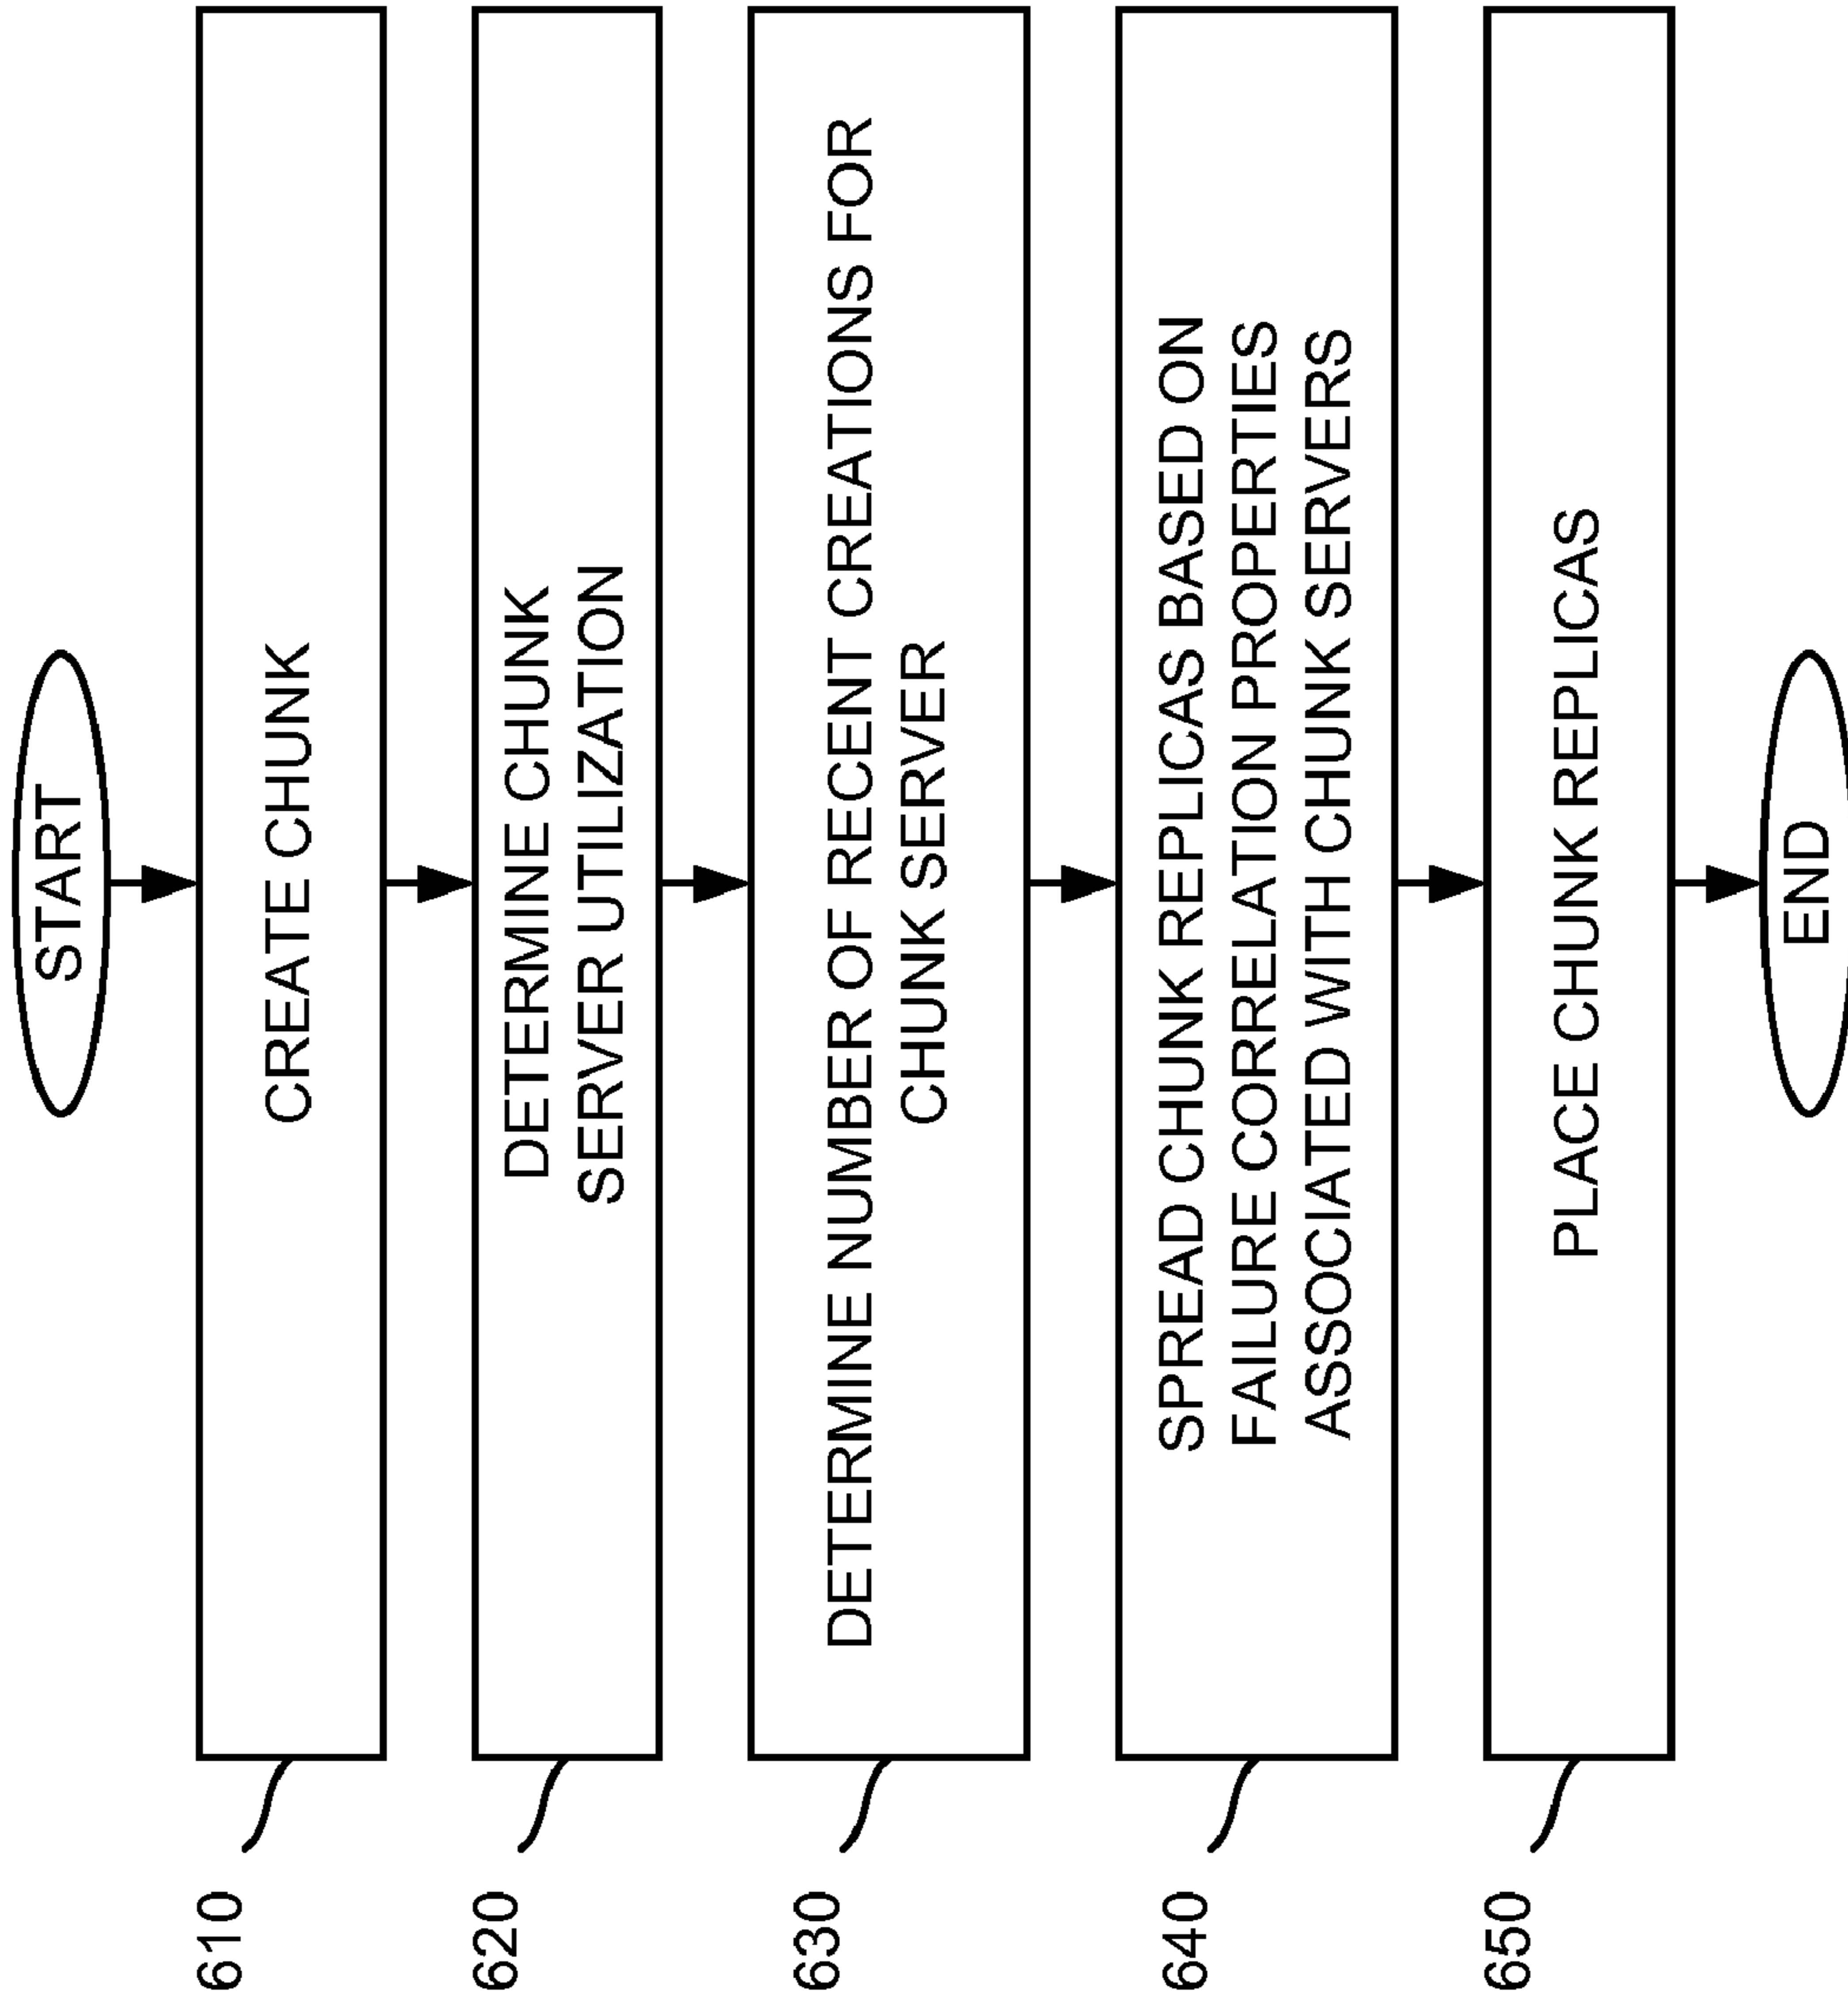 START
610
CREATE CHUNK
620
DETERMINE CHUNK
SERVER UTILIZATION
630
DETERMINE NUMBER OF RECENT CREATIONS FOR
CHUNK SERVER
640
SPREAD CHUNK REPLICAS BASED ON
FAILURE CORRELATION PROPERTIES
ASSOCIATED WITH CHUNK SERVERS
650
PLACE CHUNK REPLICAS
END